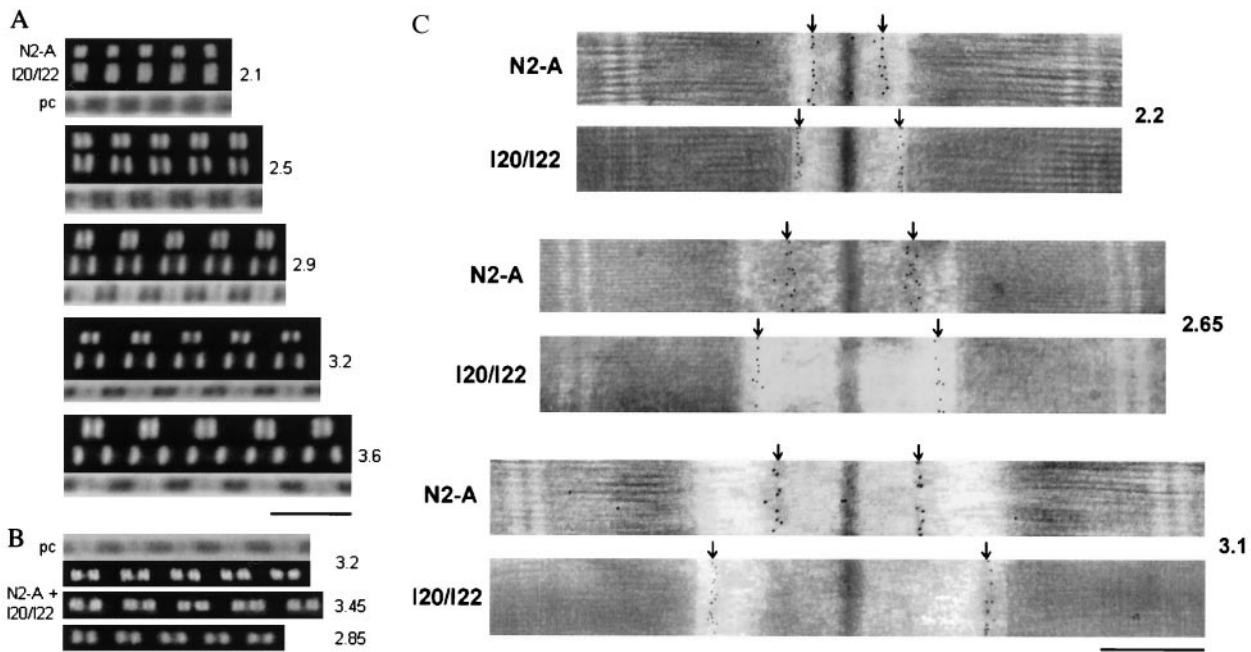 A
N2-A
I20/I22
pc
2.1
2.5
2.9
3.2
3.6
B
pc
3.2
N2-A +
I20/I22
3.45
2.85
C
N2-A
I20/I22
2.2
N2-A
I20/I22
2.65
N2-A
I20/I22
3.1